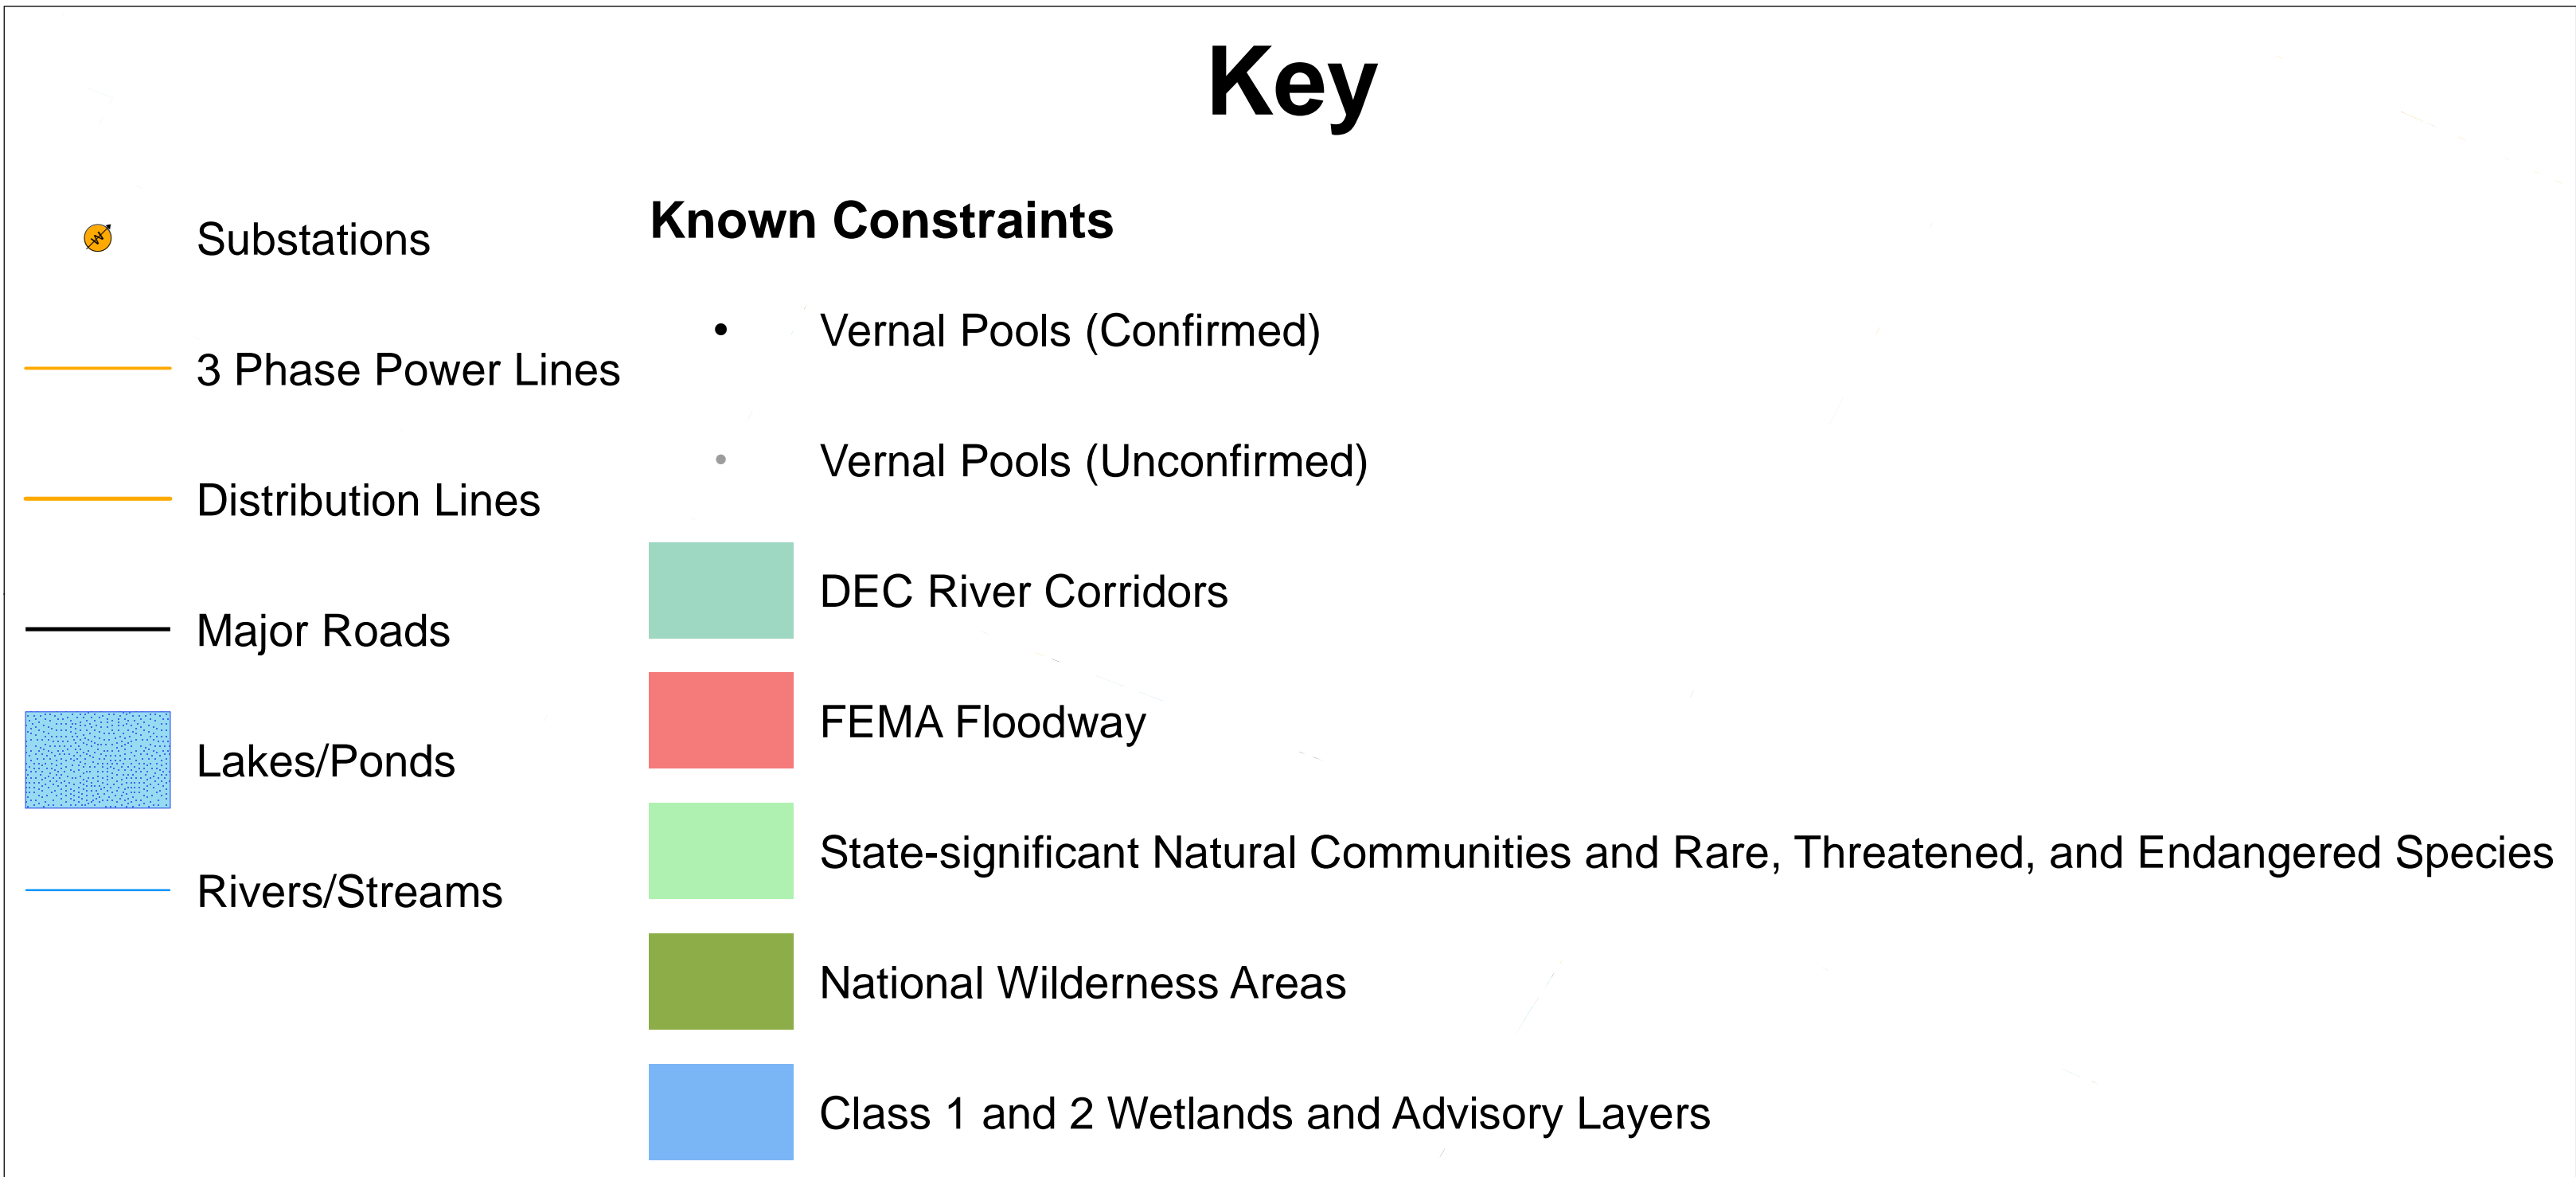 Key
Substations
3 Phase Power Lines
Distribution Lines
Major Roads
Lakes/Ponds
Rivers/Streams
Known Constraints
Vernal Pools (Confirmed)
Vernal Pools (Unconfirmed)
DEC River Corridors
FEMA Floodway
State-significant Natural Communities and Rare, Threatened, and Endangered Species
National Wilderness Areas
Class 1 and 2 Wetlands and Advisory Layers